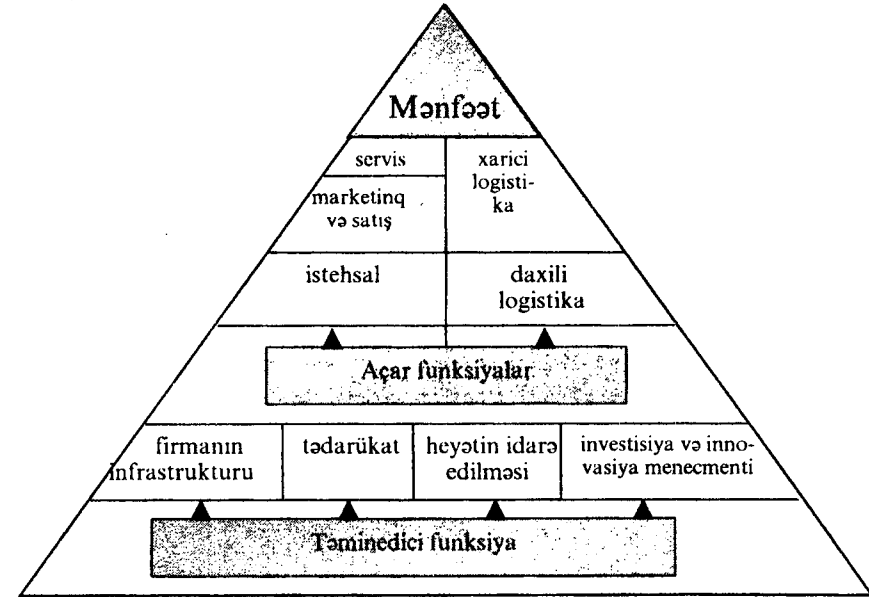 Mənfəət
servis
xarici
logisti-
ka
marketinq
və satış
istehsal
daxili
logistika
Açar funksiyalar
firmanın
infrastrukturu
tədarükat
heyətin idarə
edilməsi
investisiya və inno-
vasiya menecmenti
Təminedici funksiya